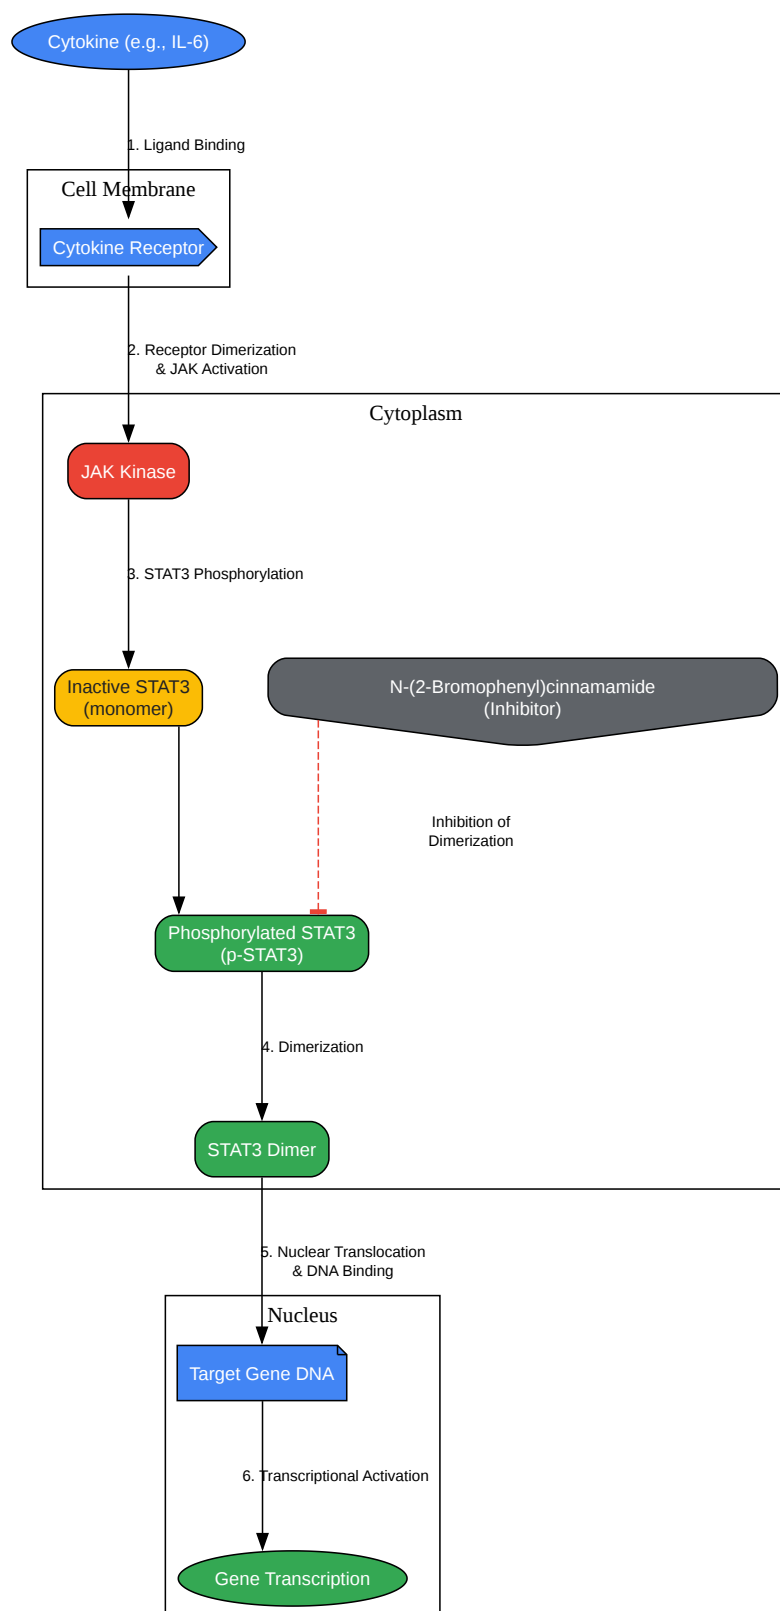 Cytokine (e.g., IL-6)
1. Ligand Binding
Cell Membrane
Cytokine Receptor
2. Receptor Dimerization
& JAK Activation
Cytoplasm
JAK Kinase
3. STAT3 Phosphorylation
Inactive STAT3
(monomer)
N-(2-Bromophenyl)cinnamamide
(Inhibitor)
Inhibition of
Dimerization
Phosphorylated STAT3
(p-STAT3)
4. Dimerization
STAT3 Dimer
5. Nuclear Translocation
& DNA Binding
Nucleus
Target Gene DNA
6. Transcriptional Activation
Gene Transcription